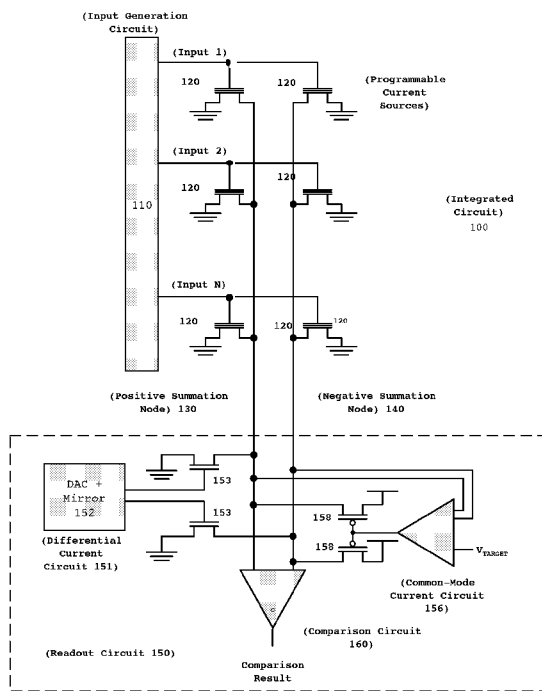 (Input Generation
Circuit)
(Input 1)
120
120
(Programmable
Current
Sources)
(Input 2)
120
120
110
(Integrated
Circuit)
100
(Input N)
120
120
120
(Positive Summation
Node) 130
(Negative Summation
Node) 140
DAC +
Mirror
152
153
153
(Differential
Current
Circuit 151)
158
158
VTARGET
(Common-Mode
Current Circuit
156)
(Comparison Circuit
160)
(Readout Circuit 150)
Comparison
Result